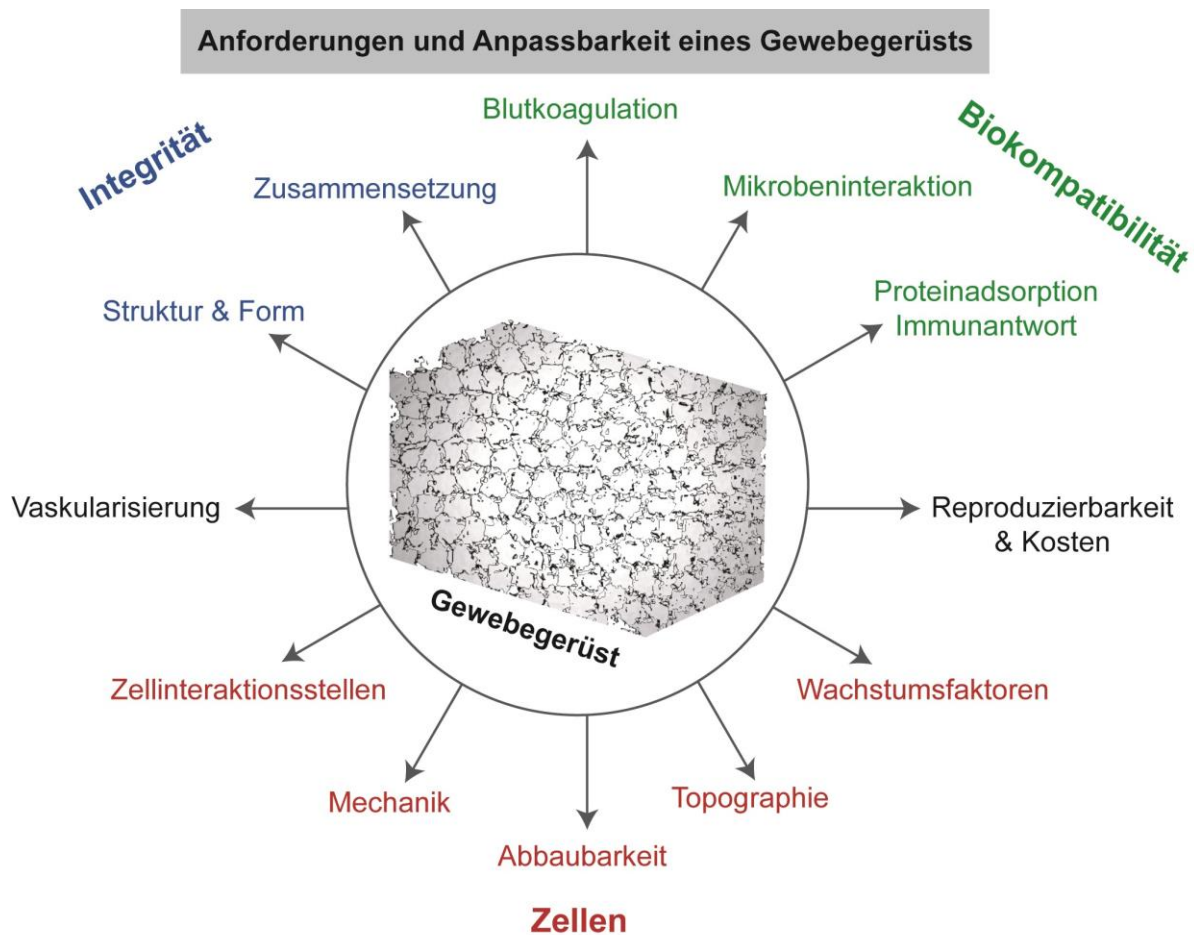 Anforderungen und Anpassbarkeit eines Gewebegerüsts
Blutkoagulation
Integrität
Biokompatibilität
Zusammensetzung
Mikrobeninteraktion
Struktur & Form
Proteinadsorption
Immunantwort
Vaskularisierung
Reproduzierbarkeit
& Kosten
Gewebegerüst
Zellinteraktionsstellen
Wachstumsfaktoren
Mechanik
Topographie
Abbaubarkeit
Zellen